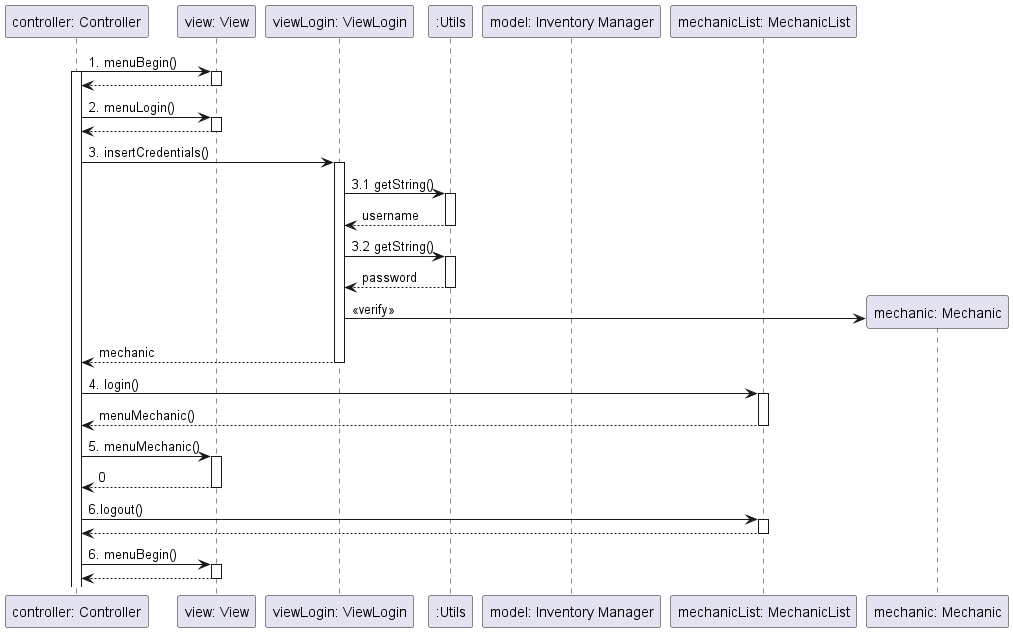 controller: Controller
view: View
viewLogin: ViewLogin
:Utils
model: Inventory Manager
mechanicList: MechanicList
1. menuBegin()
2. menuLogin()
3. insertCredentials()
3.1 getString()
username
3.2 getString()
password
«verify»
mechanic: Mechanic
mechanic
4. login()
menuMechanic()
5. menuMechanic()
0
6.logout()
6. menuBegin()
controller: Controller
view: View
viewLogin: ViewLogin
:Utils
model: Inventory Manager
mechanicList: MechanicList
mechanic: Mechanic